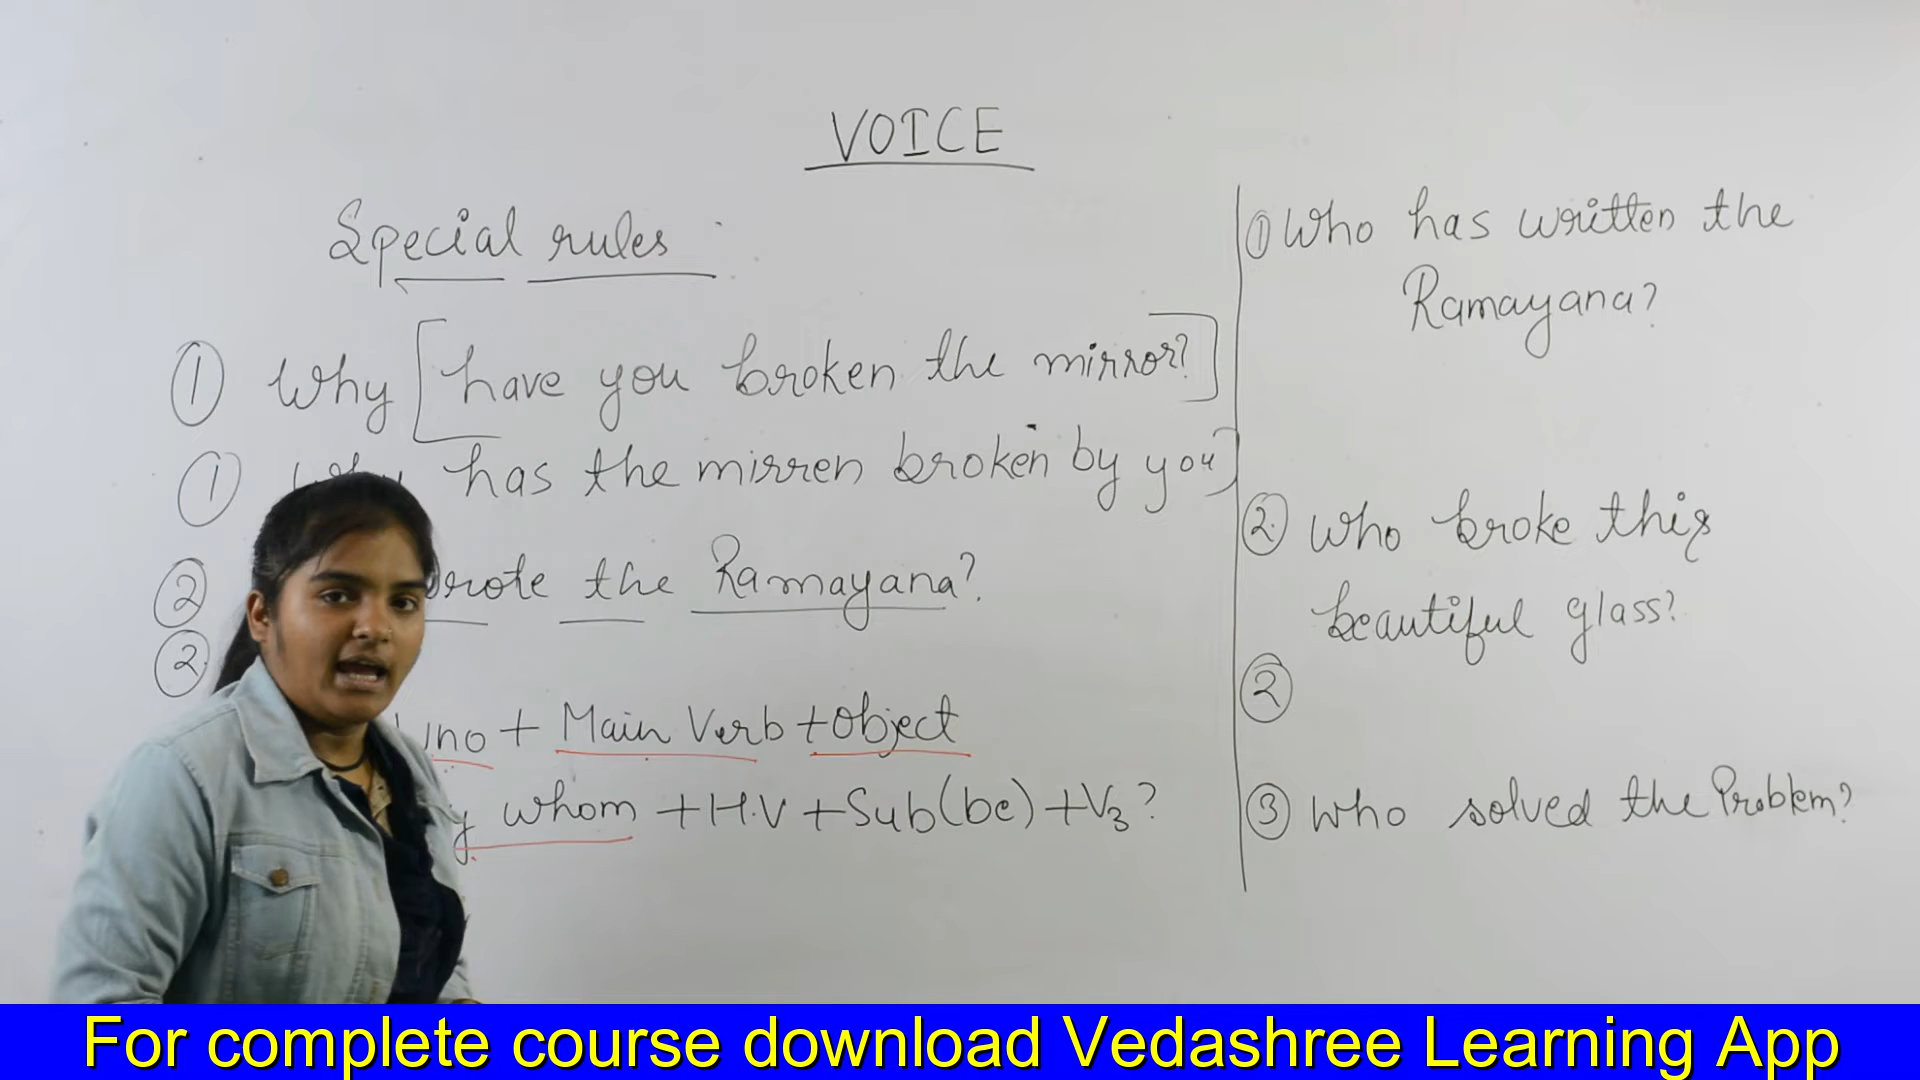 VOICE
Special rules :
① Why [have you broken the mirror?]
① has the mirren broken by you
② the Ramayana?
②
+ Main Verb + Object
whom + H.V + Sub(be) + V3?
① Who has written the
Ramayana?
② Who broke this
beautiful glass?
②
③ Who solved the Problem?
For complete course download Vedashree Learning App